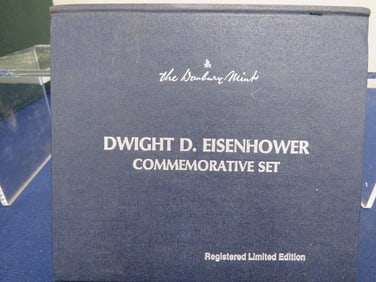 the Danbury Mint
DWIGHT D. EISENHOWER
COMMEMORATIVE SET
Registered Limited Edition